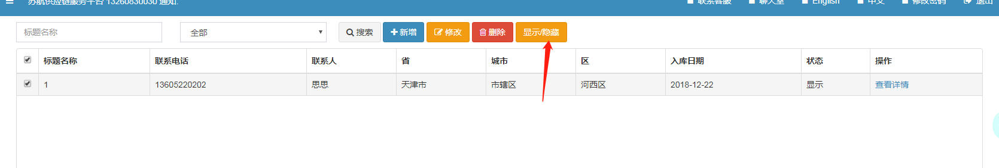 苏航供应链服务平台 13260830030 通知.
联系客服 聊天室 English 中文 修改密码 退出
标题名称 全部 搜索 新增 修改 删除 显示/隐藏
标题名称 联系电话 联系人 省 城市 区 入库日期 状态 操作
1 13605220202 思思 天津市 市辖区 河西区 2018-12-22 显示 查看详情